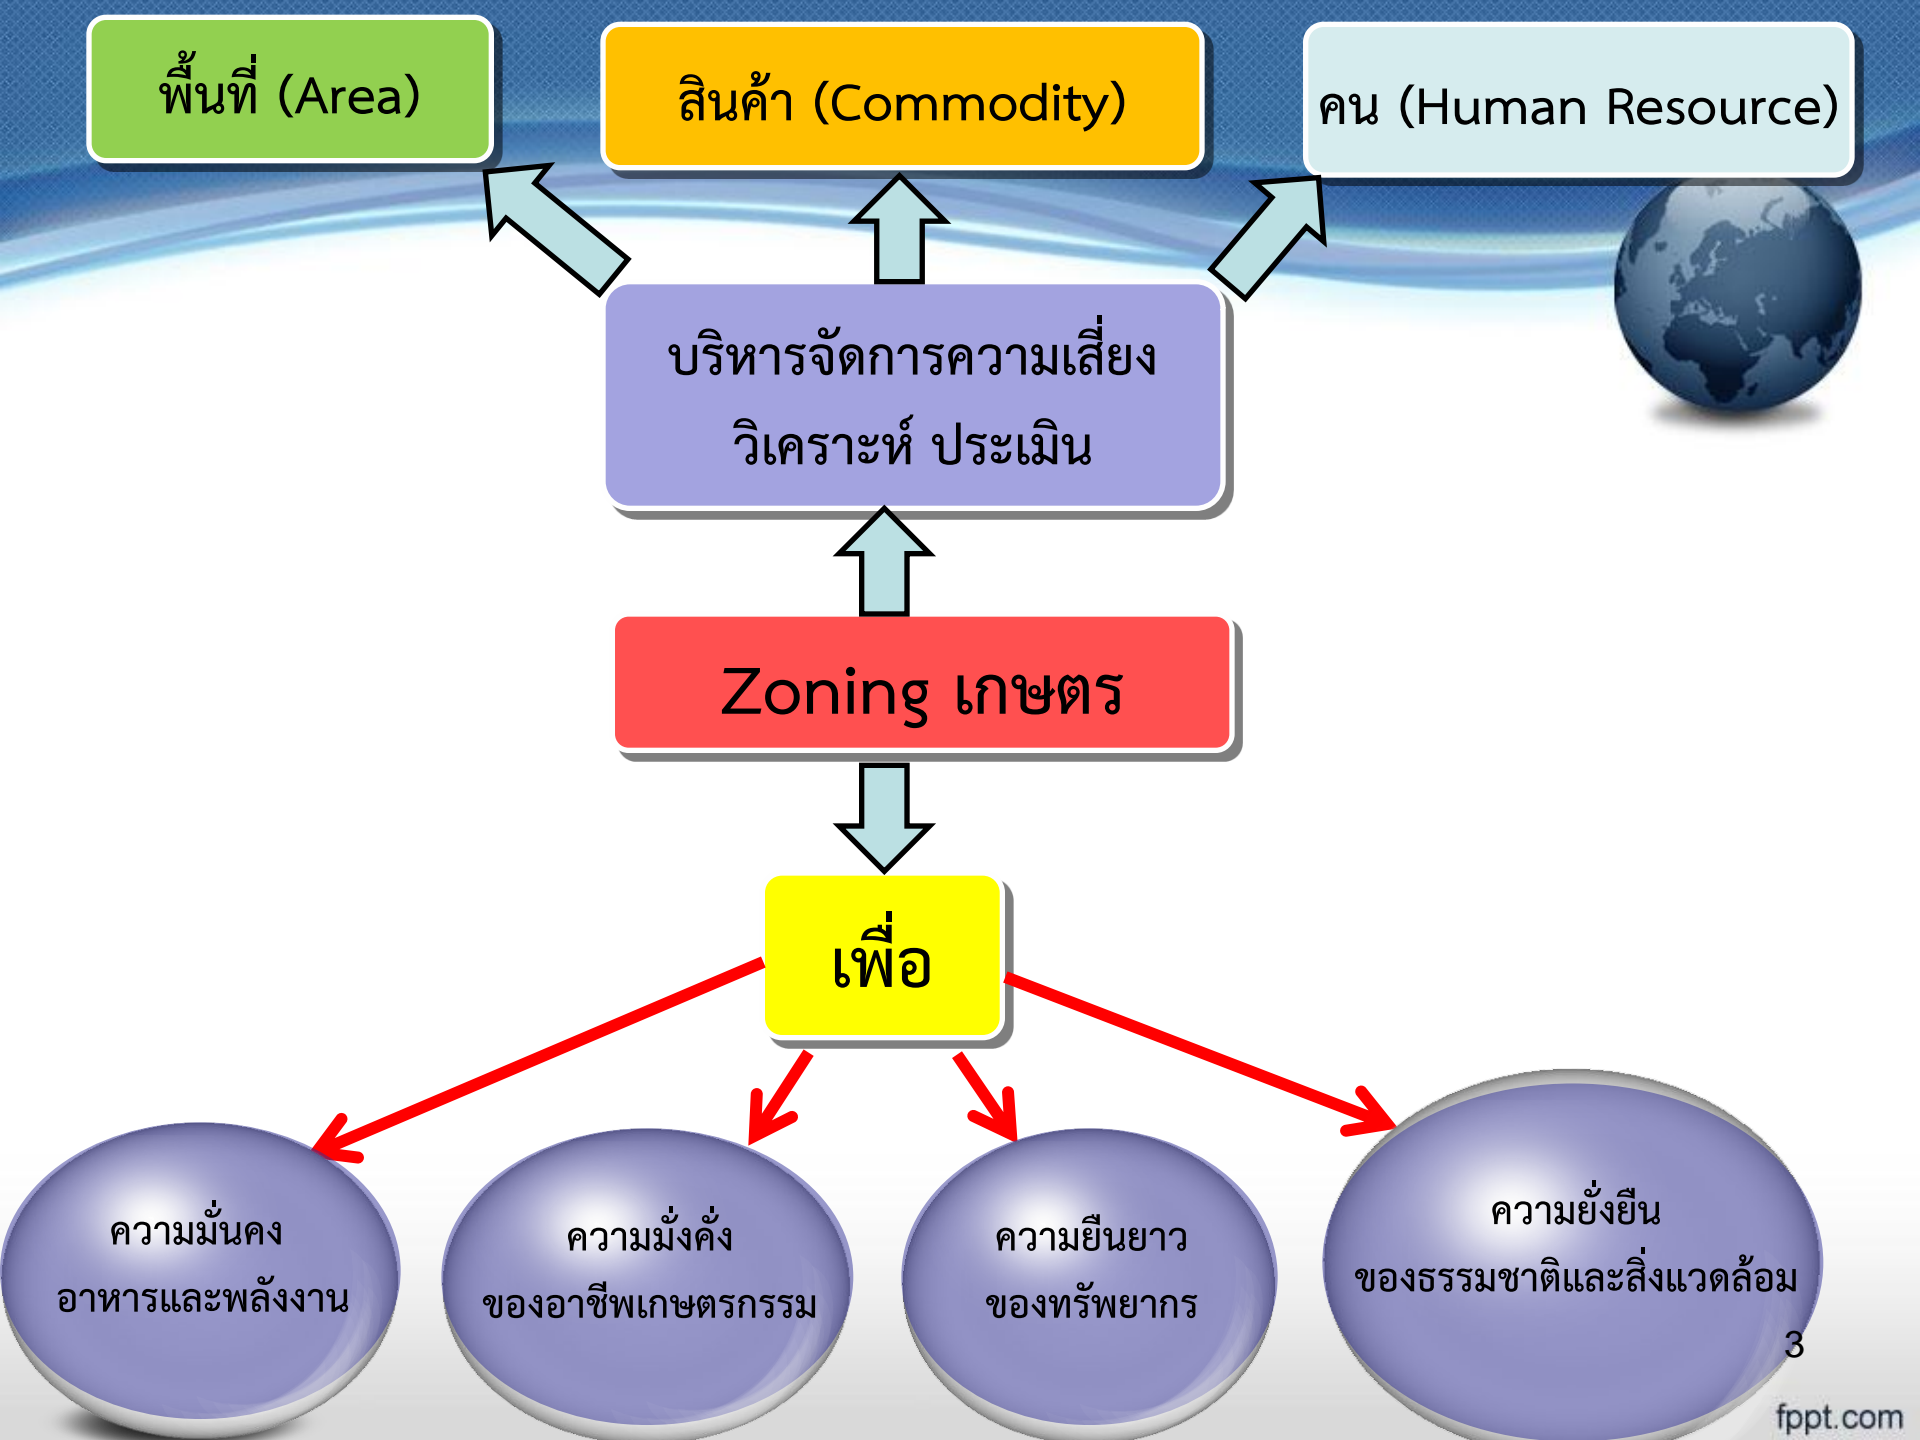 พื้นที่ (Area)
สินค้า (Commodity)
คน (Human Resource)
บริหารจัดการความเสี่ยง
วิเคราะห์ ประเมิน
Zoning เกษตร
เพื่อ
ความมั่นคง
อาหารและพลังงาน
ความมั่งคั่ง
ของอาชีพเกษตรกรรม
ความยืนยาว
ของทรัพยากร
ความยั่งยืน
ของธรรมชาติและสิ่งแวดล้อม
3
fppt.com